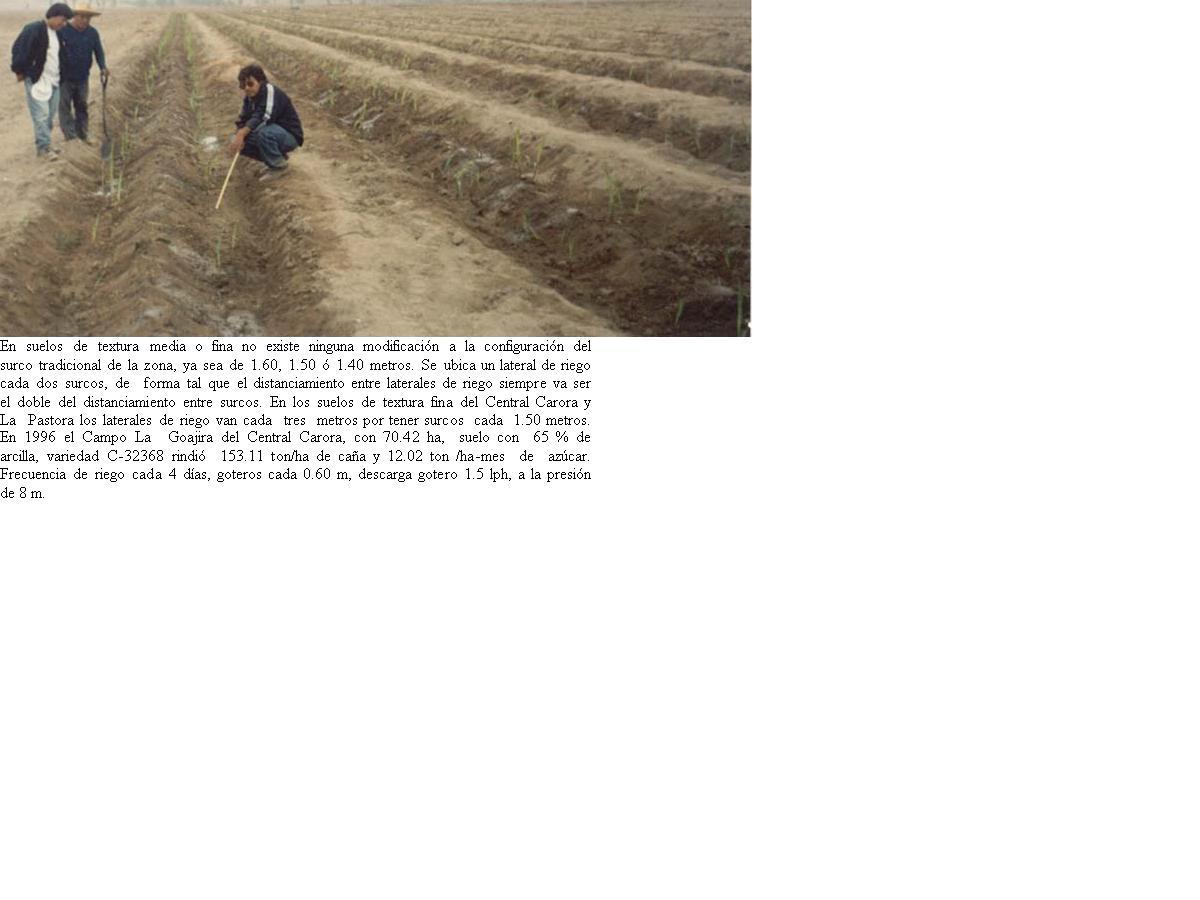 En suelos de textura media o fina no existe ninguna modificación a la configuración del
surco tradicional de la zona, ya sea de 1.60, 1.50 ó 1.40 metros. Se ubica un lateral de riego
cada dos surcos, de forma tal que el distanciamiento entre laterales de riego siempre va ser
el doble del distanciamiento entre surcos. En los suelos de textura fina del Central Carora y
La Pastora los laterales de riego van cada tres metros por tener surcos cada 1.50 metros.
En 1996 el Campo La Goajira del Central Carora, con 70.42 ha, suelo con 65 % de
arcilla, variedad C-32368 rindió 153.11 ton/ha de caña y 12.02 ton /ha-mes de azúcar.
Frecuencia de riego cada 4 días, goteros cada 0.60 m, descarga gotero 1.5 lph, a la presión
de 8 m.